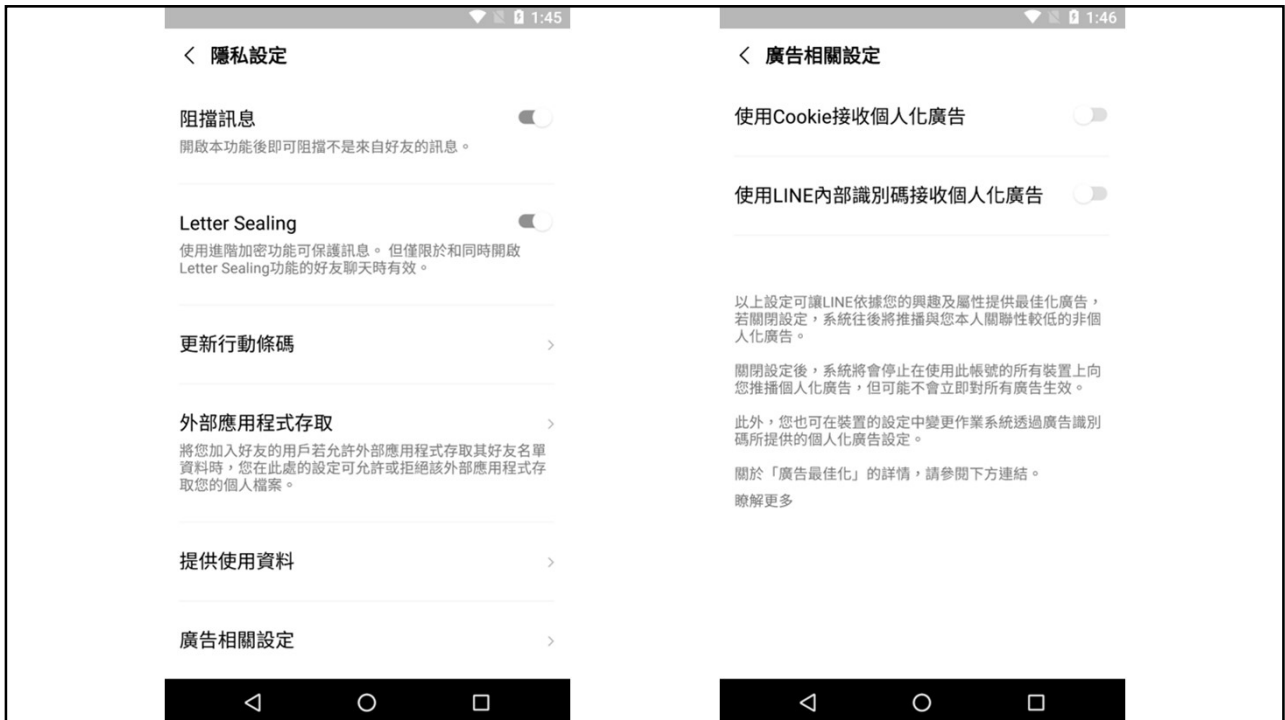 1:45
隱私設定
阻擋訊息
開啟本功能後即可阻擋不是來自好友的訊息。
Letter Sealing
使用進階加密功能可保護訊息。 但僅限於和同時開啟
Letter Sealing功能的好友聊天時有效。
更新行動條碼
外部應用程式存取
將您加入好友的用戶若允許外部應用程式存取其好友名單
資料時，您在此處的設定可允許或拒絕該外部應用程式存
取您的個人檔案。
提供使用資料
廣告相關設定
1:46
廣告相關設定
使用Cookie接收個人化廣告
使用LINE內部識別碼接收個人化廣告
以上設定可讓LINE依據您的興趣及屬性提供最佳化廣告，
若關閉設定，系統往後將推播與您本人關聯性較低的非個
人化廣告。
關閉設定後，系統將會停止在使用此帳號的所有裝置上向
您推播個人化廣告，但可能不會立即對所有廣告生效。
此外，您也可在裝置的設定中變更作業系統透過廣告識別
碼所提供的個人化廣告設定。
關於「廣告最佳化」的詳情，請參閱下方連結。
瞭解更多